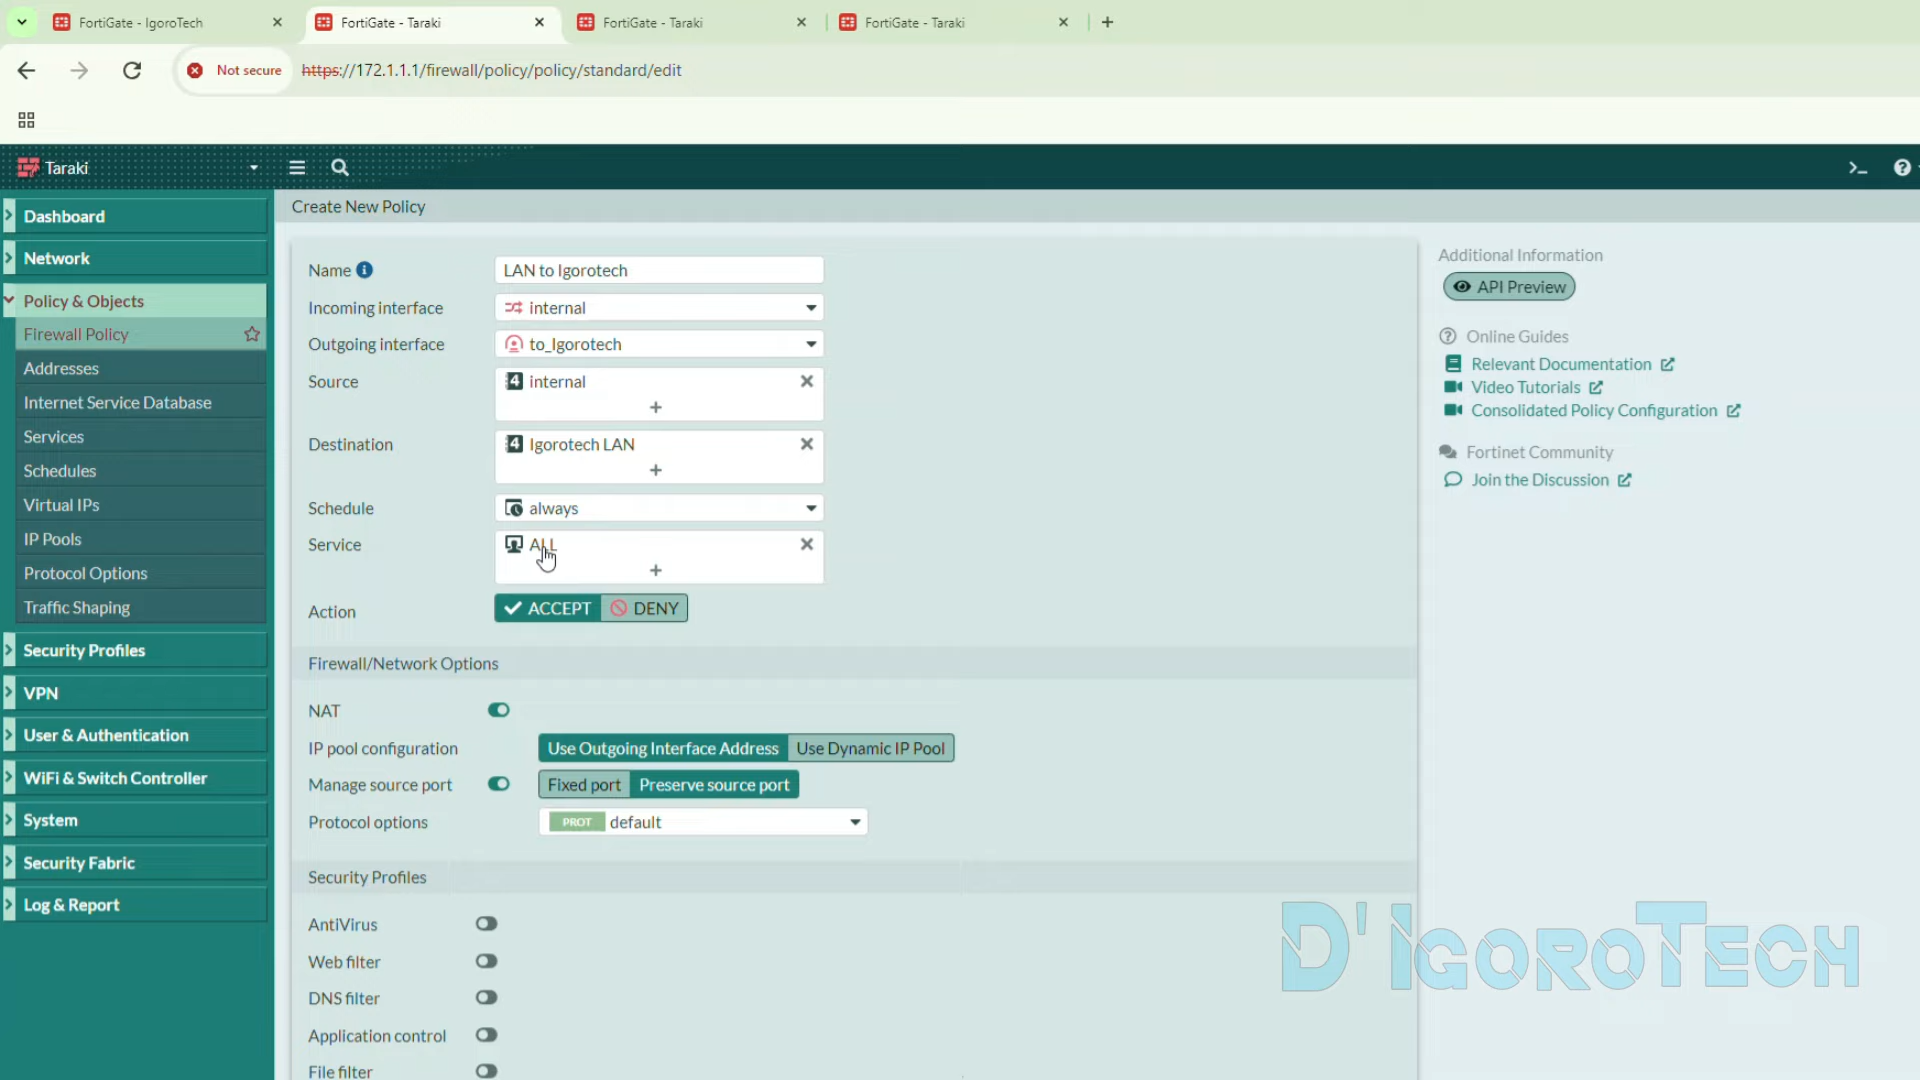 FortiGate - IgoroTech
FortiGate - Taraki
FortiGate - Taraki
FortiGate - Taraki
Not secure
https://172.1.1.1/firewall/policy/policy/standard/edit
Taraki
Dashboard
Network
Policy & Objects
Firewall Policy
Addresses
Internet Service Database
Services
Schedules
Virtual IPs
IP Pools
Protocol Options
Traffic Shaping
Security Profiles
VPN
User & Authentication
WiFi & Switch Controller
System
Security Fabric
Log & Report
Create New Policy
Name LAN to Igorotech
Incoming interface internal
Outgoing interface to_Igorotech
Source 4 internal
Destination 4 Igorotech LAN
Schedule always
Service ALL
Action ACCEPT DENY
Firewall/Network Options
NAT
IP pool configuration Use Outgoing Interface Address Use Dynamic IP Pool
Manage source port Fixed port Preserve source port
Protocol options PROT default
Security Profiles
AntiVirus
Web filter
DNS filter
Application control
File filter
Additional Information
API Preview
Online Guides
Relevant Documentation
Video Tutorials
Consolidated Policy Configuration
Fortinet Community
Join the Discussion
D'IGOROTECH